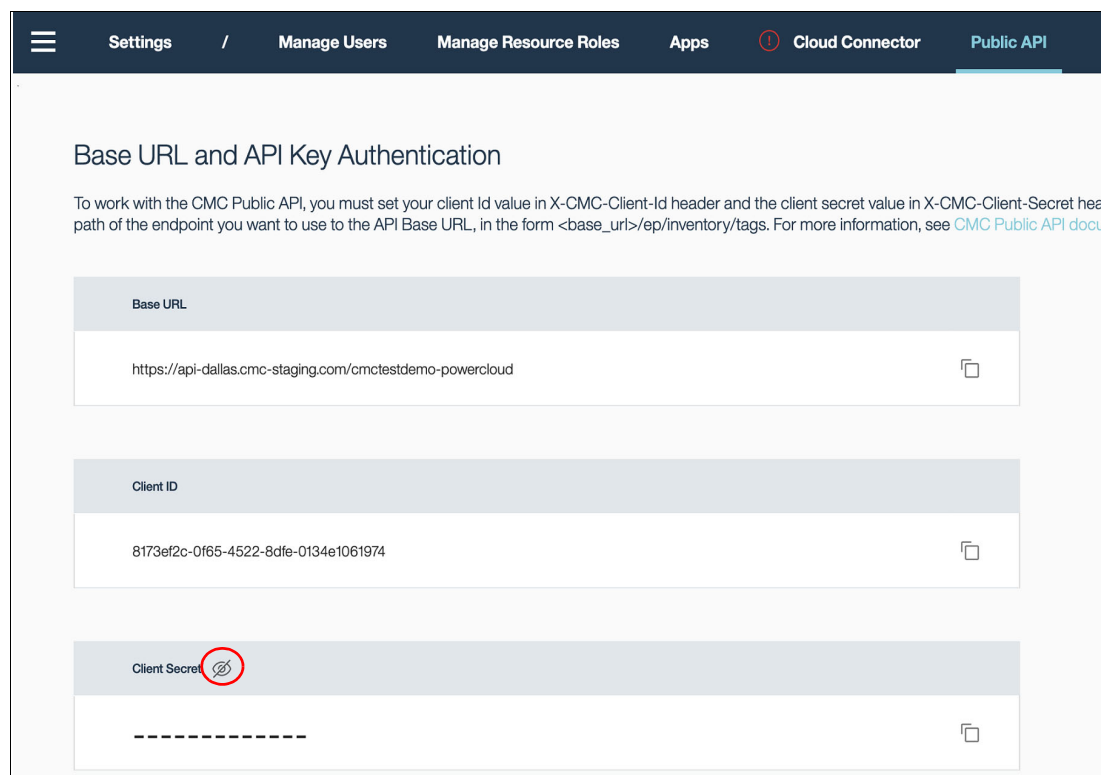 Settings / Manage Users Manage Resource Roles Apps Cloud Connector Public API
Base URL and API Key Authentication
To work with the CMC Public API, you must set your client Id value in X-CMC-Client-Id header and the client secret value in X-CMC-Client-Secret hea
path of the endpoint you want to use to the API Base URL, in the form <base_url>/ep/inventory/tags. For more information, see CMC Public API docu
Base URL
https://api-dallas.cmc-staging.com/cmctestdemo-powercloud
Client ID
8173ef2c-0f65-4522-8dfe-0134e1061974
Client Secret
-------------